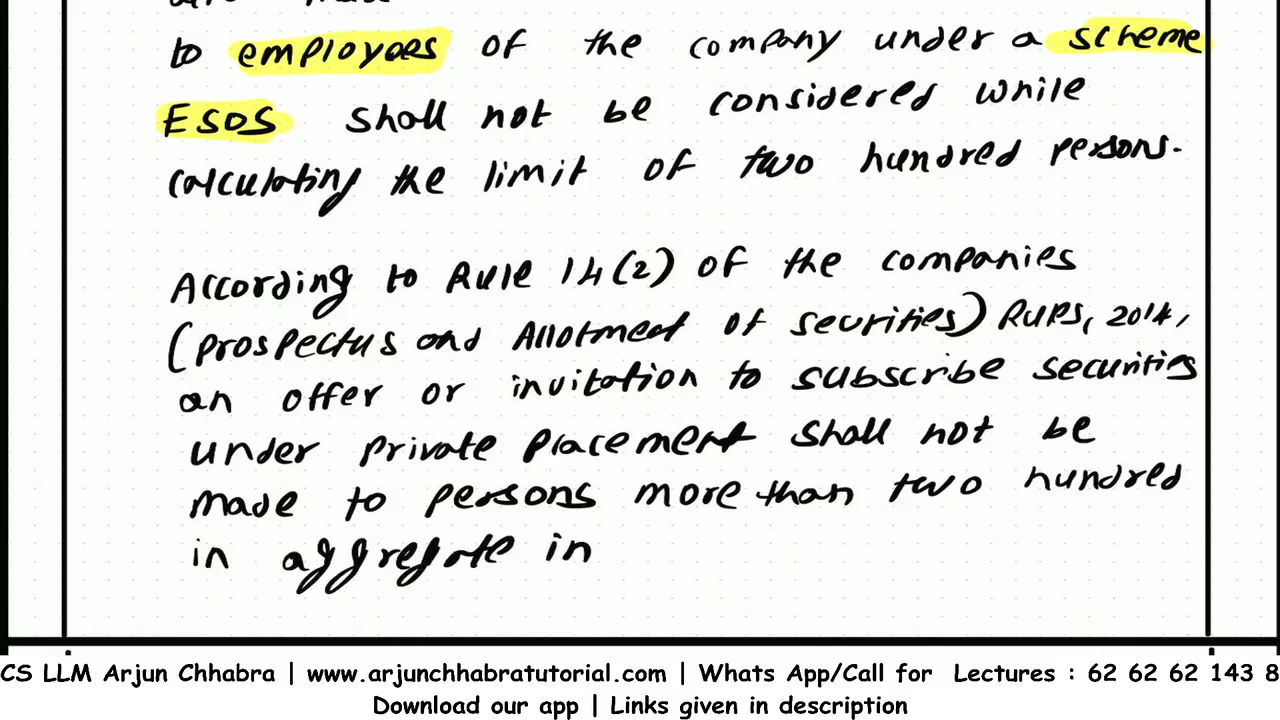 to employees of the company under a scheme
ESOS shall not be considered while
calculating the limit of two hundred persons.
According to Rule 14(2) of the companies
(Prospectus and Allotment of securities) Rules, 2014,
an offer or invitation to subscribe securities
under private placement shall not be
made to persons more than two hundred
in aggregate in
CS LLM Arjun Chhabra | www.arjunchhabratutorial.com | Whats App/Call for Lectures : 62 62 62 143 8
Download our app | Links given in description